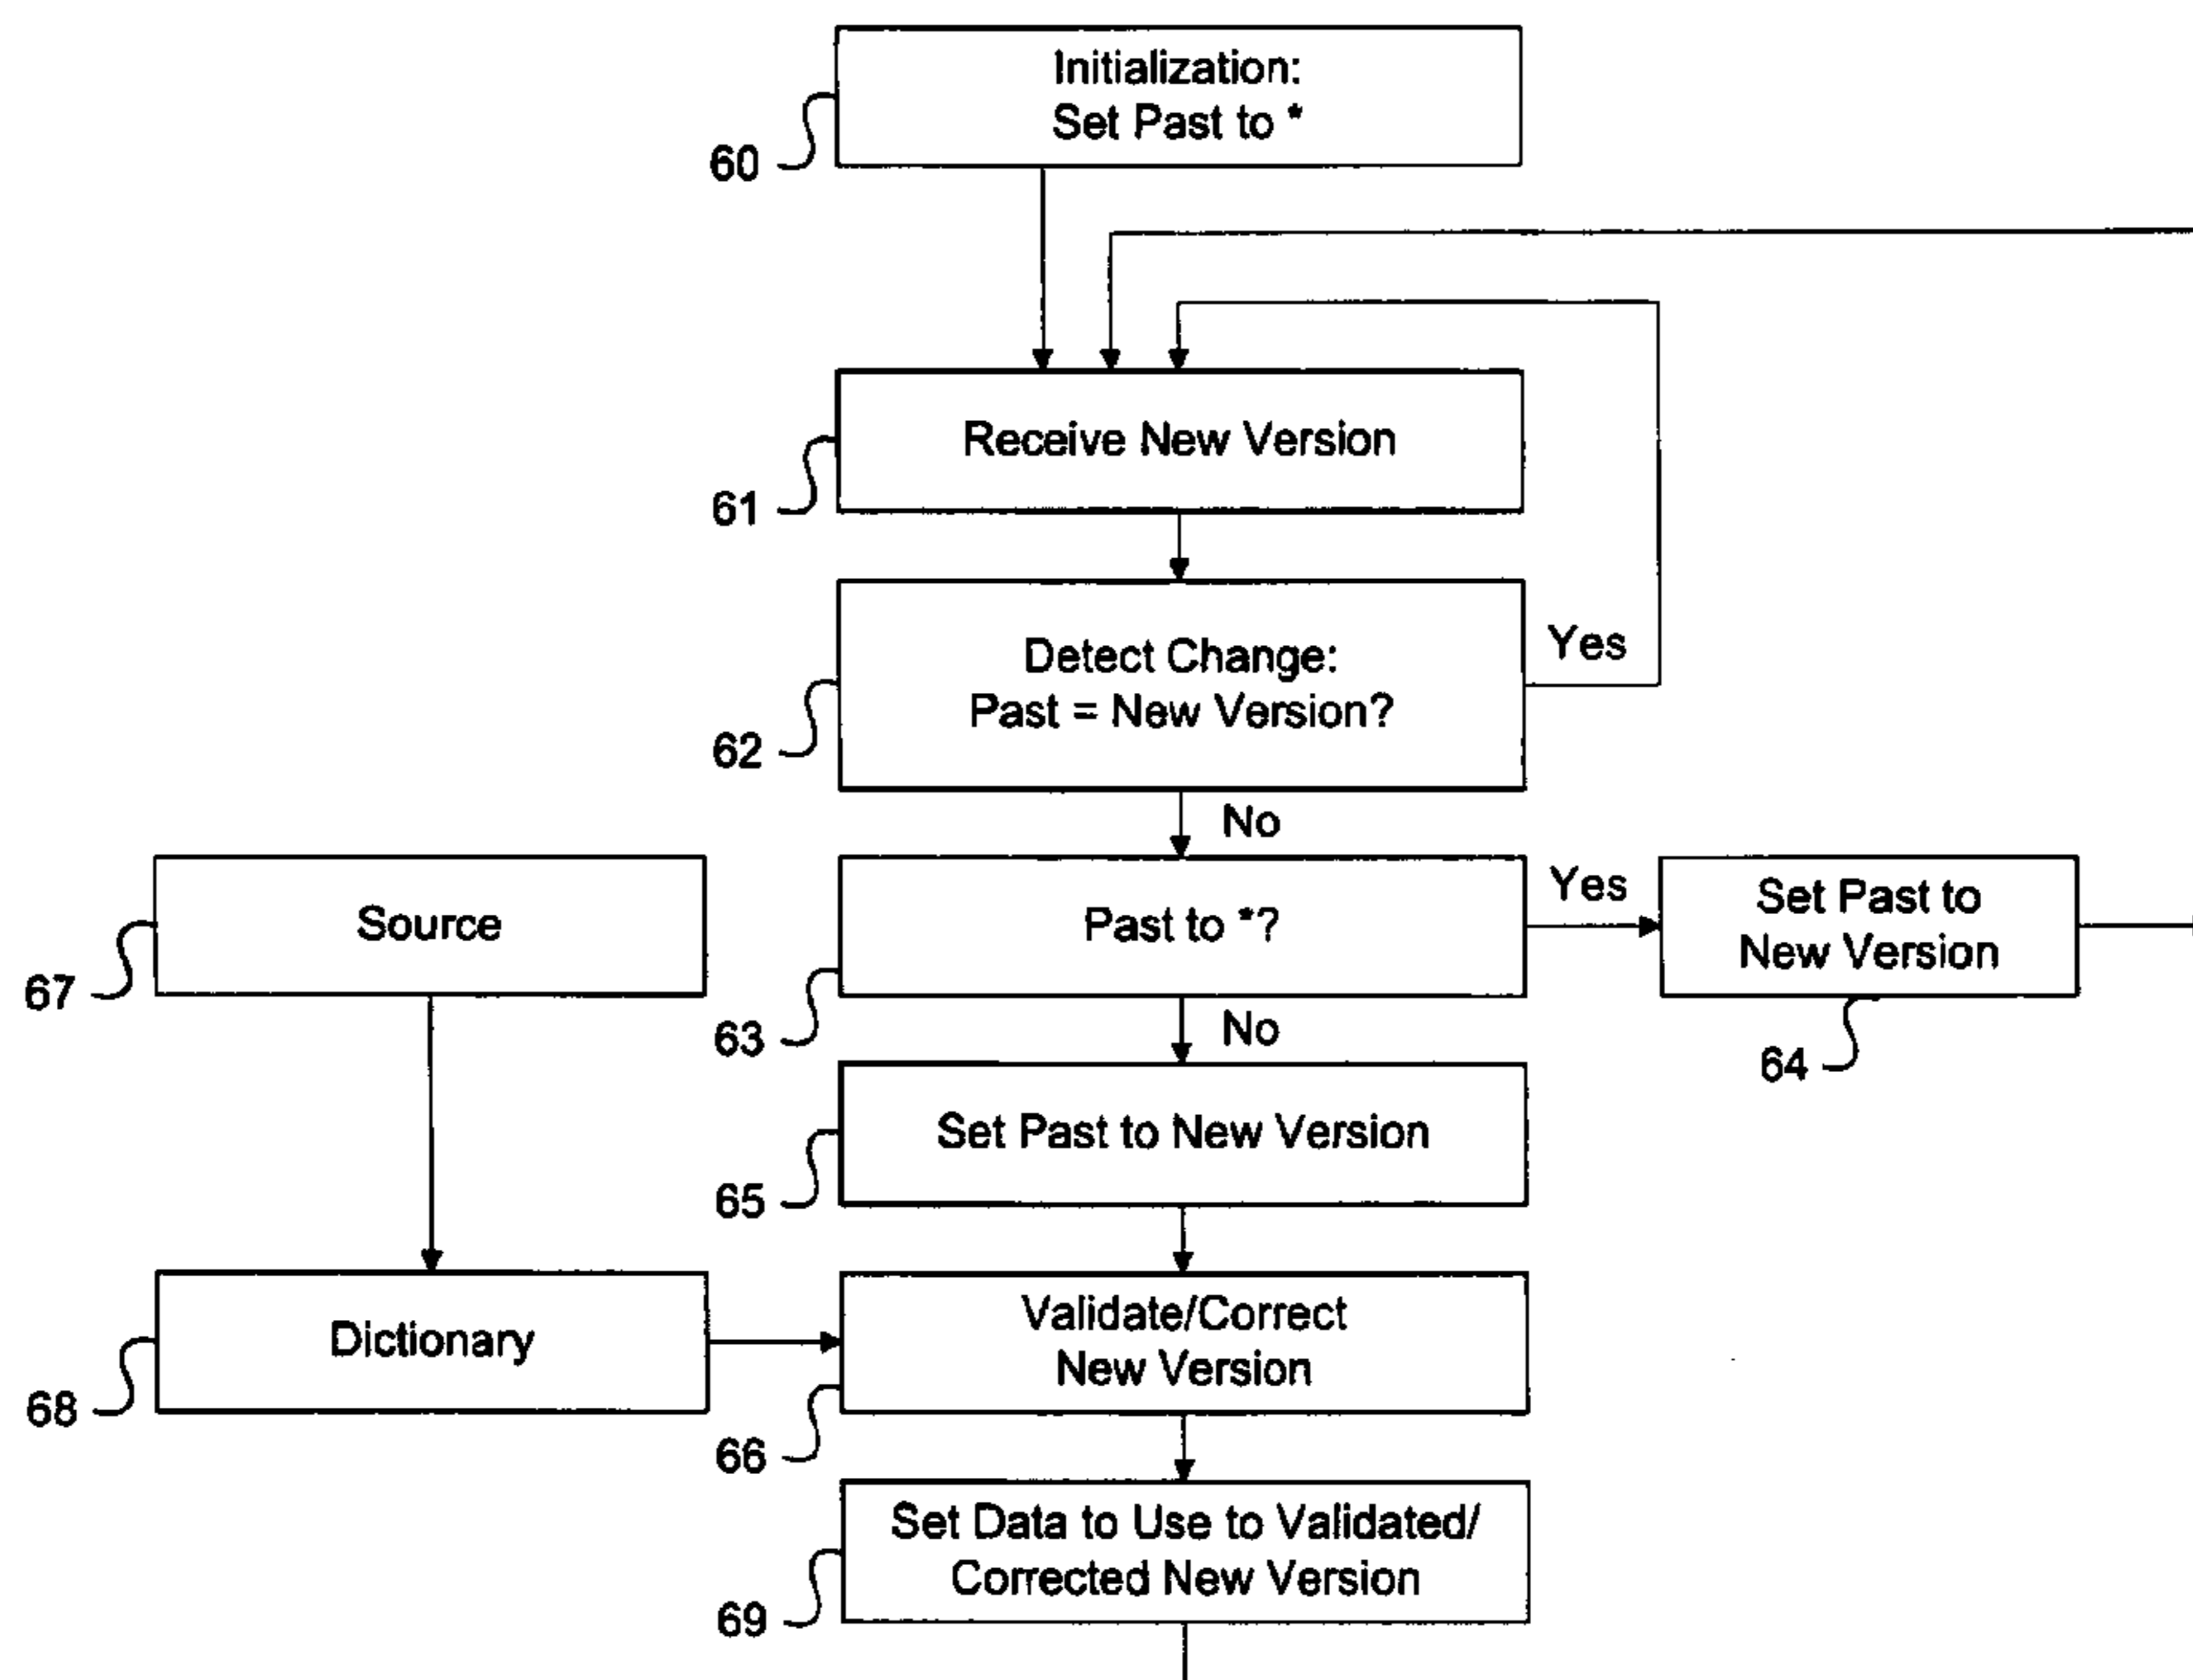 Initialization:
Set Past to *
60
Receive New Version
61
Detect Change:
Past = New Version?
Yes
62
No
Source
67
Past to *?
Yes
63
Set Past to
New Version
64
No
Set Past to New Version
65
Dictionary
68
Validate/Correct
New Version
66
Set Data to Use to Validated/
Corrected New Version
69